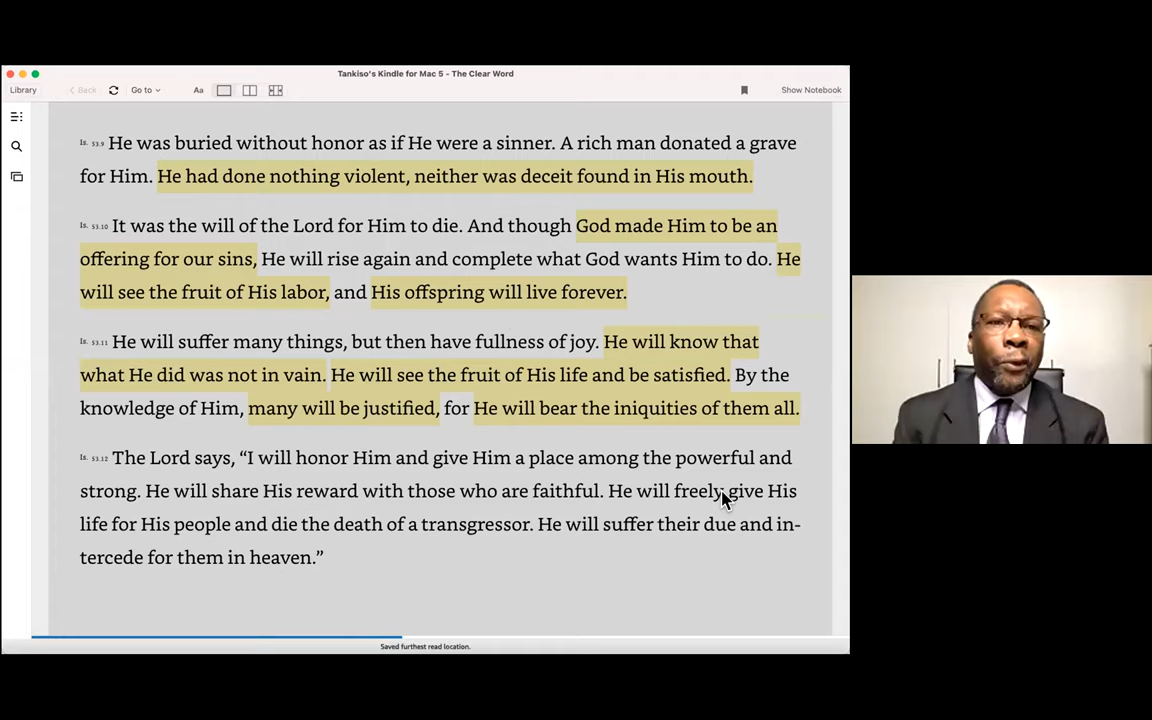 Tankiso's Kindle for Mac 5 - The Clear Word
Library
Back
Go to
Aa
Show Notebook
Is. 53.9 He was buried without honor as if He were a sinner. A rich man donated a grave
for Him. He had done nothing violent, neither was deceit found in His mouth.
Is. 53.10 It was the will of the Lord for Him to die. And though God made Him to be an
offering for our sins, He will rise again and complete what God wants Him to do. He
will see the fruit of His labor, and His offspring will live forever.
Is. 53.11 He will suffer many things, but then have fullness of joy. He will know that
what He did was not in vain. He will see the fruit of His life and be satisfied. By the
knowledge of Him, many will be justified, for He will bear the iniquities of them all.
Is. 53.12 The Lord says, “I will honor Him and give Him a place among the powerful and
strong. He will share His reward with those who are faithful. He will freely give His
life for His people and die the death of a transgressor. He will suffer their due and in-
tercede for them in heaven.”
Saved furthest read location.